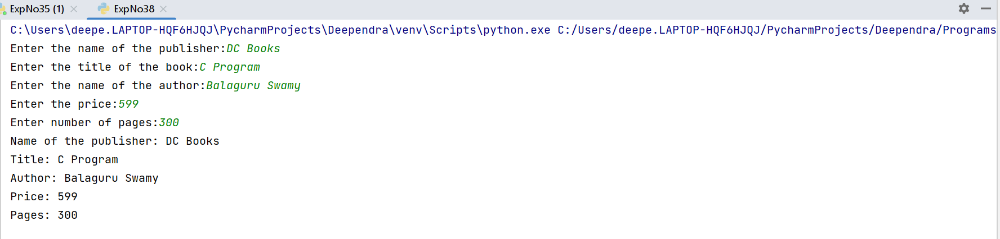 ExpNo35 (1) ExpNo38
C:\Users\deepe.LAPTOP-HQF6HJQJ\PycharmProjects\Deependra\venv\Scripts\python.exe C:/Users/deepe.LAPTOP-HQF6HJQJ/PycharmProjects/Deependra/Programs
Enter the name of the publisher:DC Books
Enter the title of the book:C Program
Enter the name of the author:Balaguru Swamy
Enter the price:599
Enter number of pages:300
Name of the publisher: DC Books
Title: C Program
Author: Balaguru Swamy
Price: 599
Pages: 300